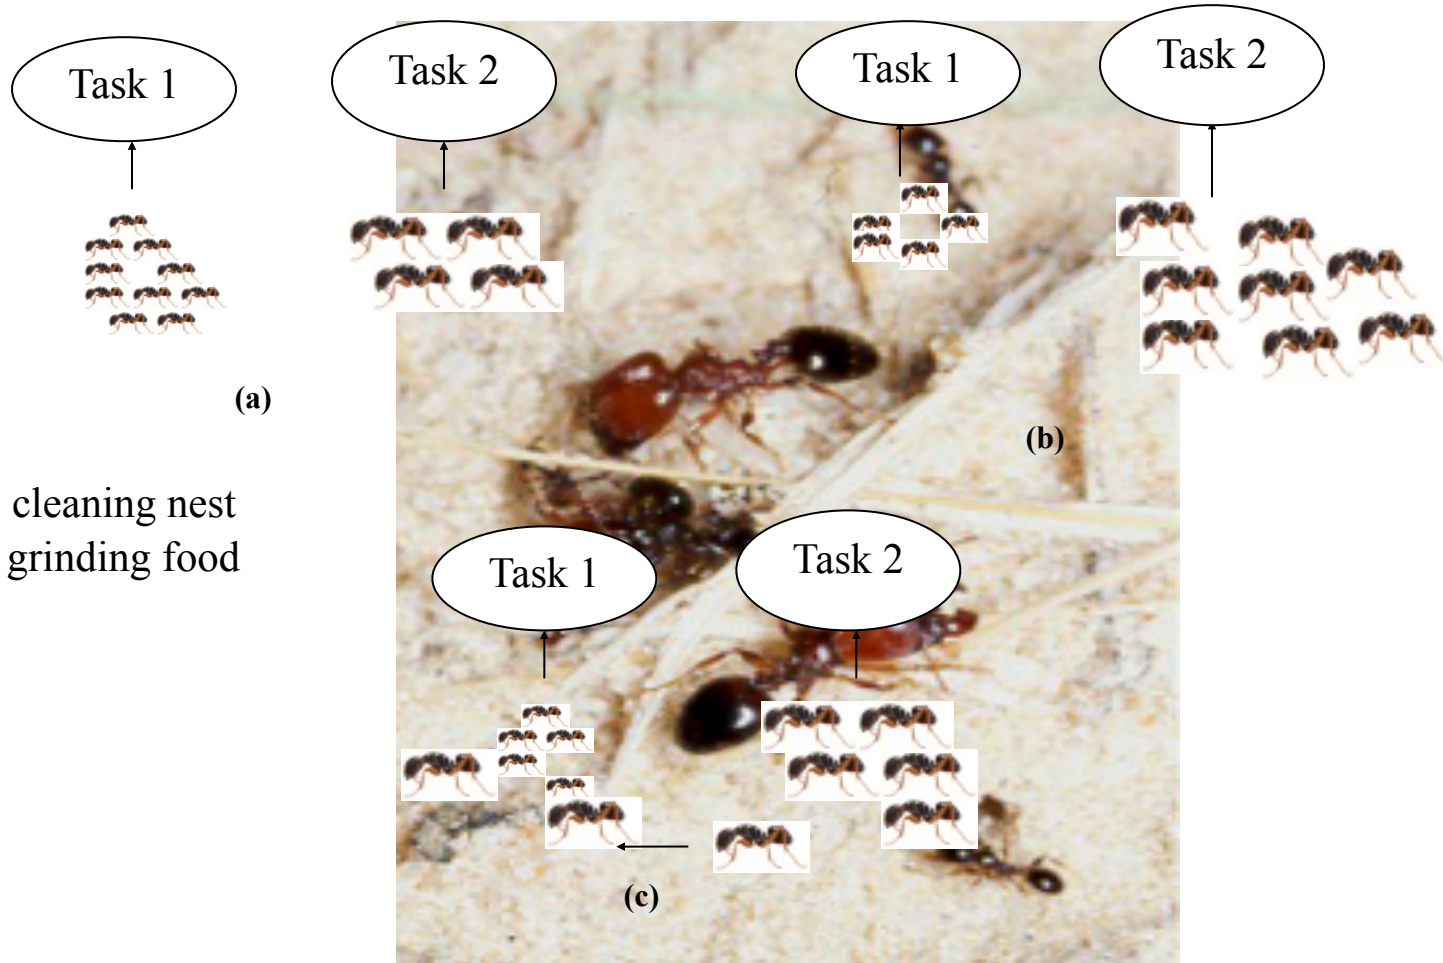 Task 1
Task 2
Task 1
Task 2
(a)
(b)
cleaning nest
grinding food
Task 1
Task 2
(c)